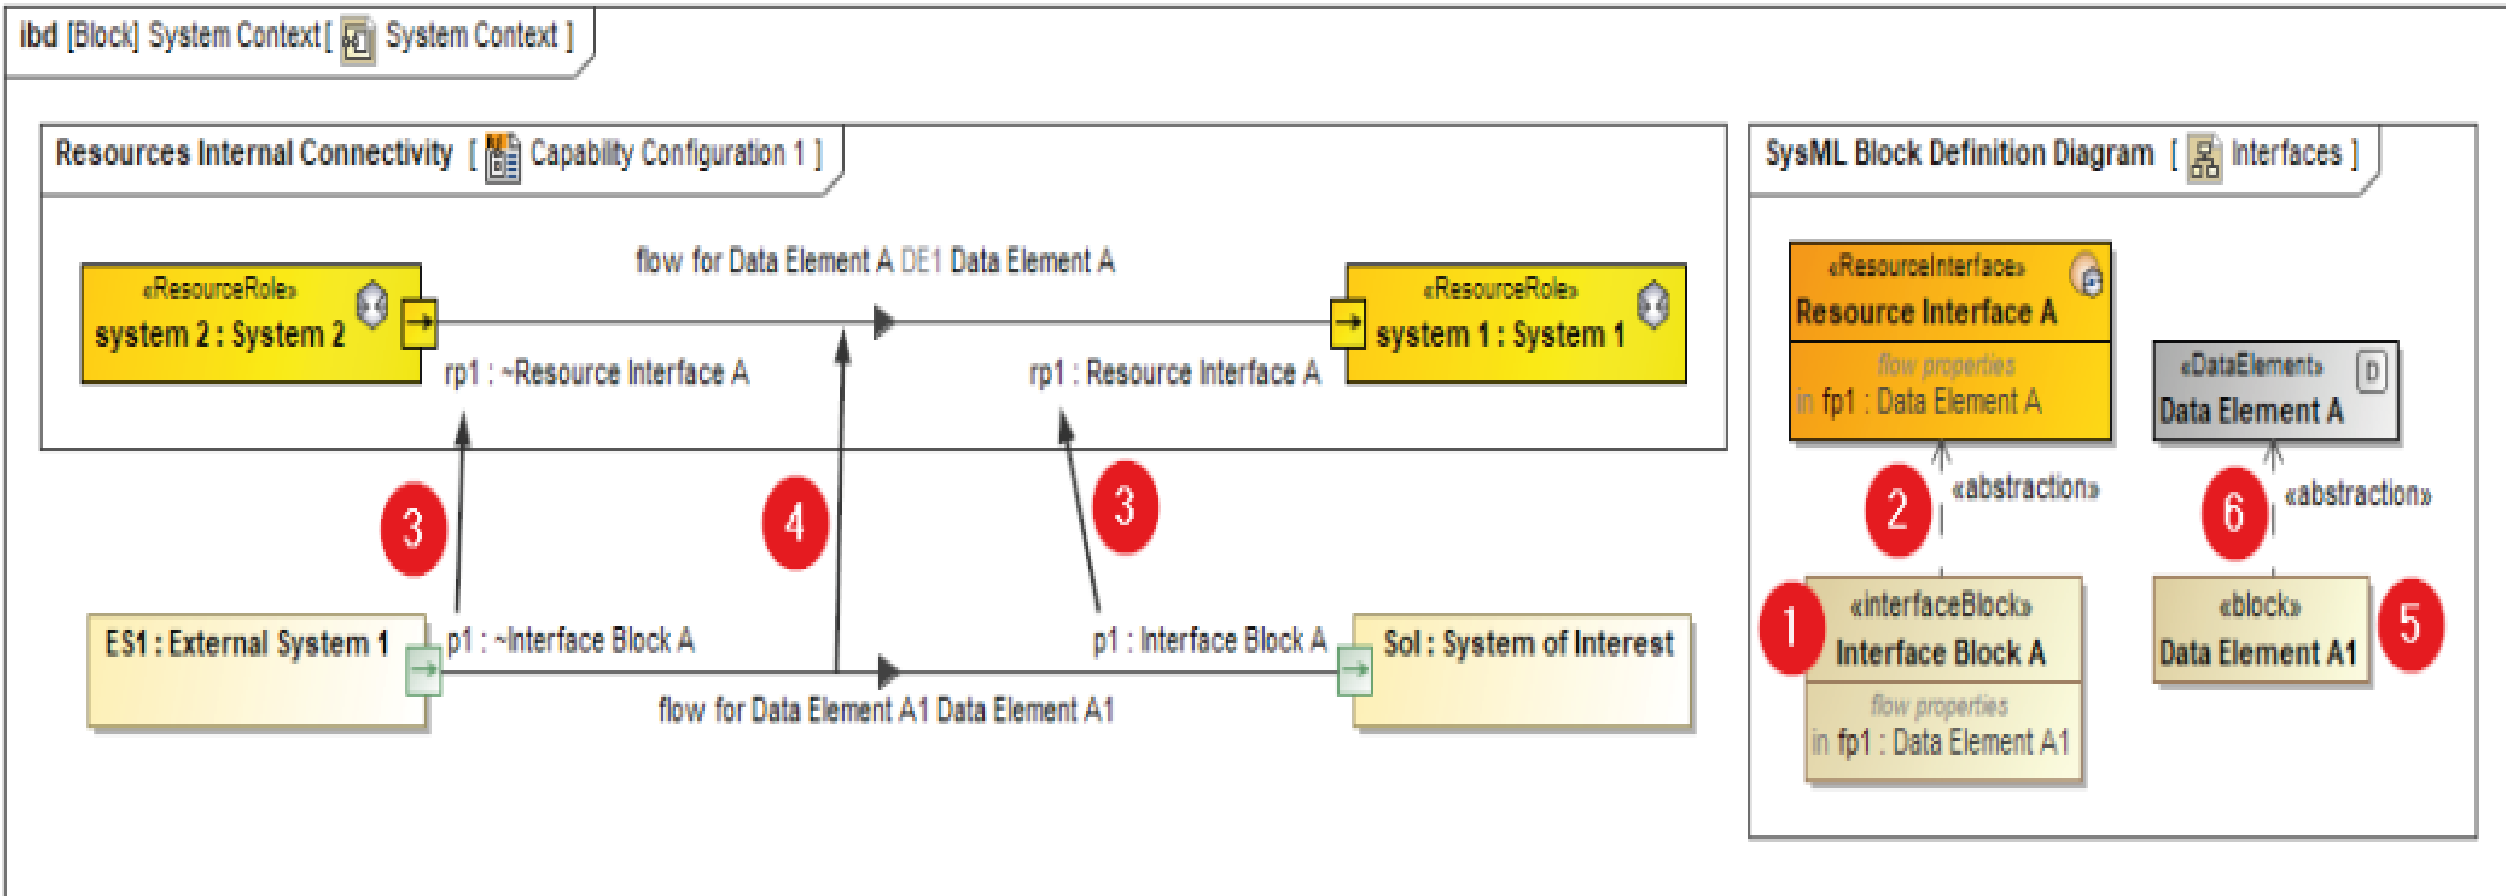 ibd [Block] System Context[ System Context ]
Resources Internal Connectivity [ Capability Configuration 1 ]
SysML Block Definition Diagram [ Interfaces ]
flow for Data Element A DE1 Data Element A
«ResourceRole»
system 2 : System 2
«ResourceRole»
system 1 : System 1
rp1 : ~Resource Interface A
rp1 : Resource Interface A
«ResourceInterface»
Resource Interface A
flow properties
in fp1 : Data Element A
«DataElement»
D
Data Element A
3
4
3
2
«abstraction»
6
«abstraction»
ES1 : External System 1
p1 : ~Interface Block A
p1 : Interface Block A
SoI : System of Interest
flow for Data Element A1 Data Element A1
1
«interfaceBlock»
Interface Block A
flow properties
in fp1 : Data Element A1
«block»
Data Element A1
5